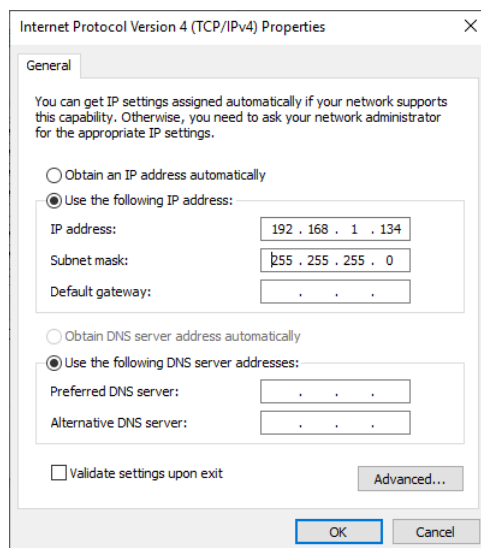 Internet Protocol Version 4 (TCP/IPv4) Properties
General
You can get IP settings assigned automatically if your network supports
this capability. Otherwise, you need to ask your network administrator
for the appropriate IP settings.
Obtain an IP address automatically
Use the following IP address:
IP address: 192 . 168 . 1 . 134
Subnet mask: 255 . 255 . 255 . 0
Default gateway: . . .
Obtain DNS server address automatically
Use the following DNS server addresses:
Preferred DNS server: . . .
Alternative DNS server: . . .
Validate settings upon exit
Advanced...
OK Cancel